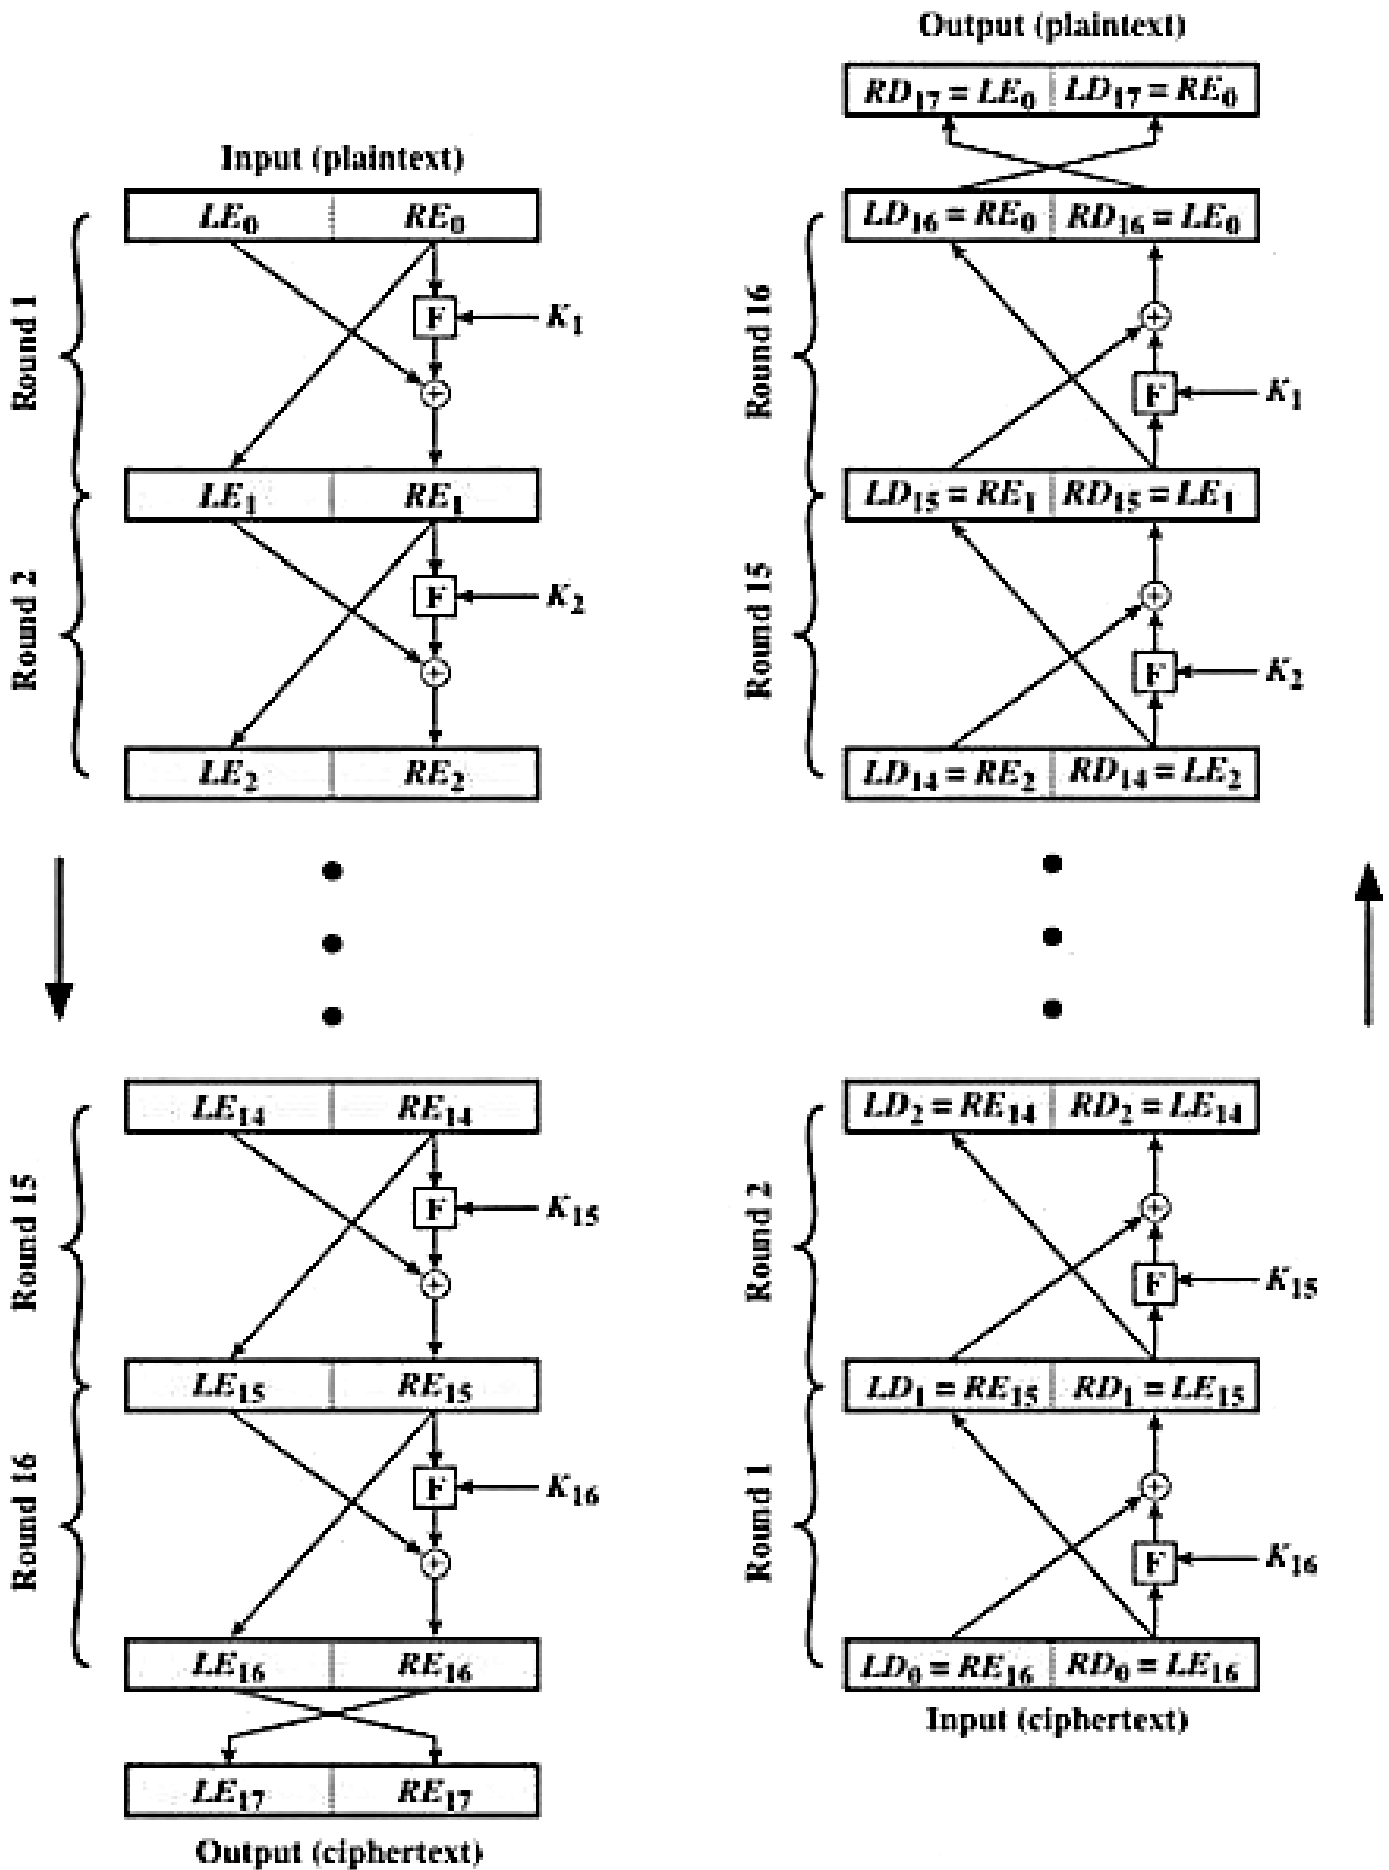 Input (plaintext)
LE0 RE0
Round 1
F
K1
+
LE1 RE1
Round 2
F
K2
+
LE2 RE2
LE14 RE14
Round 15
F
K15
+
LE15 RE15
Round 16
F
K16
+
LE16 RE16
LE17 RE17
Output (ciphertext)
Output (plaintext)
RD17 = LE0 LD17 = RE0
LD16 = RE0 RD16 = LE0
Round 16
+
F
K1
LD15 = RE1 RD15 = LE1
Round 15
+
F
K2
LD14 = RE2 RD14 = LE2
LD2 = RE14 RD2 = LE14
Round 2
+
F
K15
LD1 = RE15 RD1 = LE15
Round 1
+
F
K16
LD0 = RE16 RD0 = LE16
Input (ciphertext)